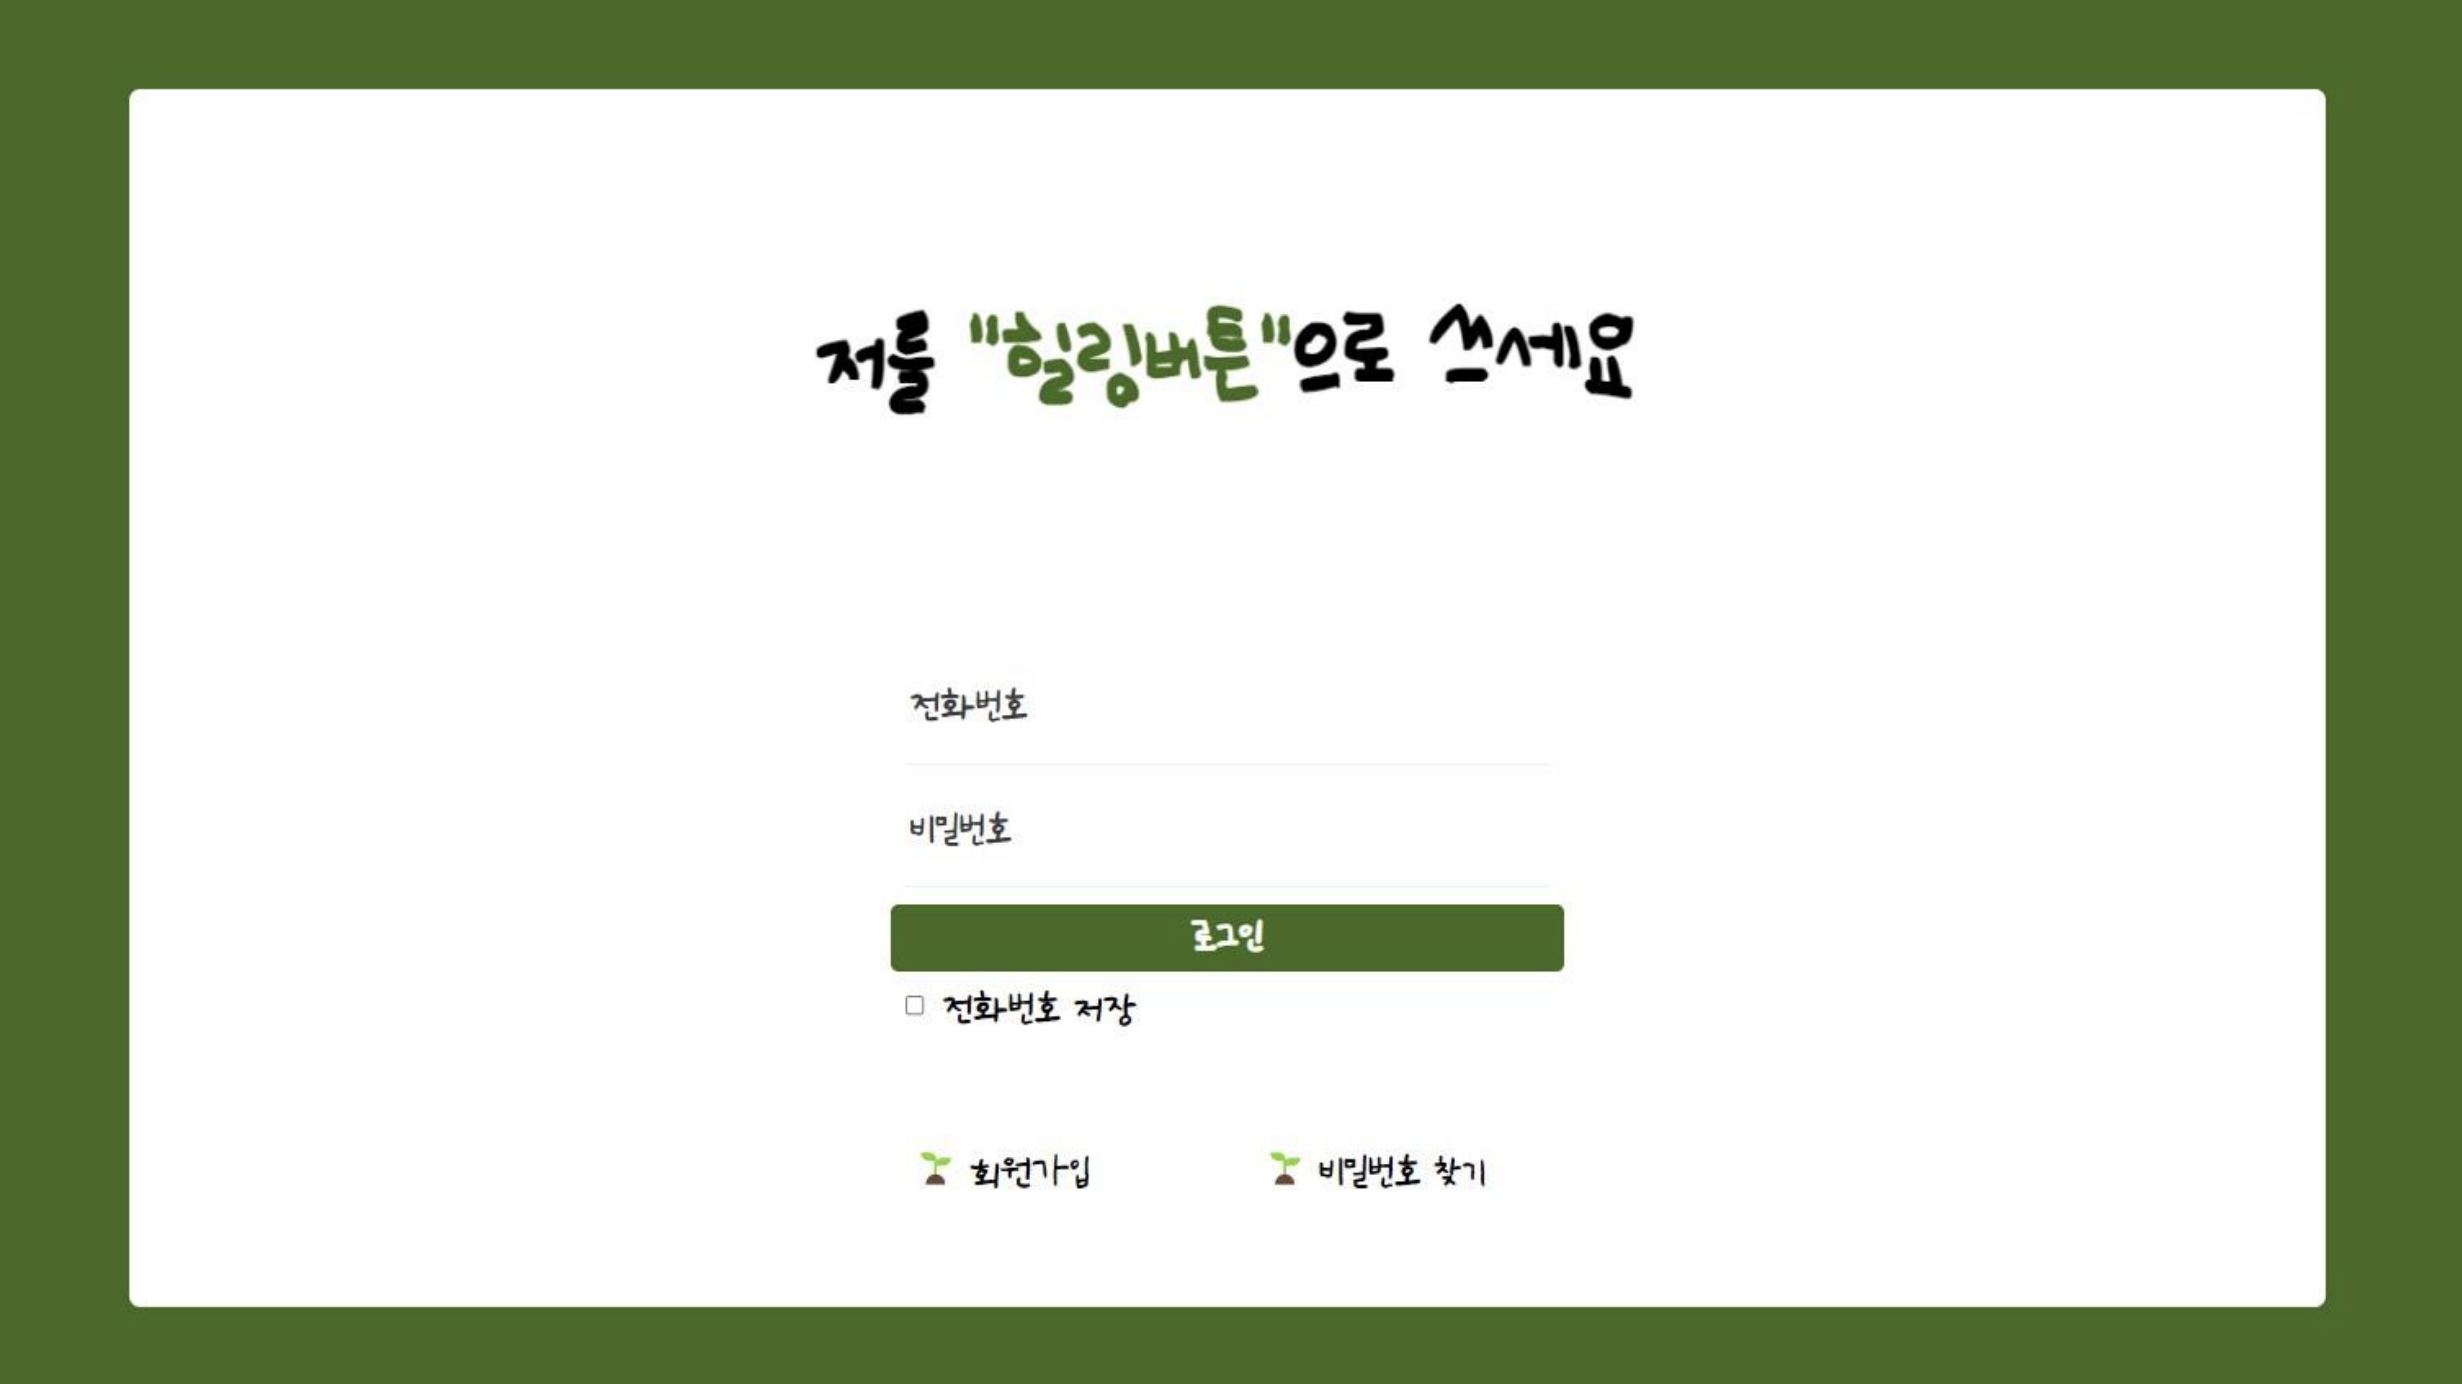 저를 "힐링버튼"으로 쓰세요
전화번호
비밀번호
로그인
전화번호 저장
회원가입
비밀번호 찾기